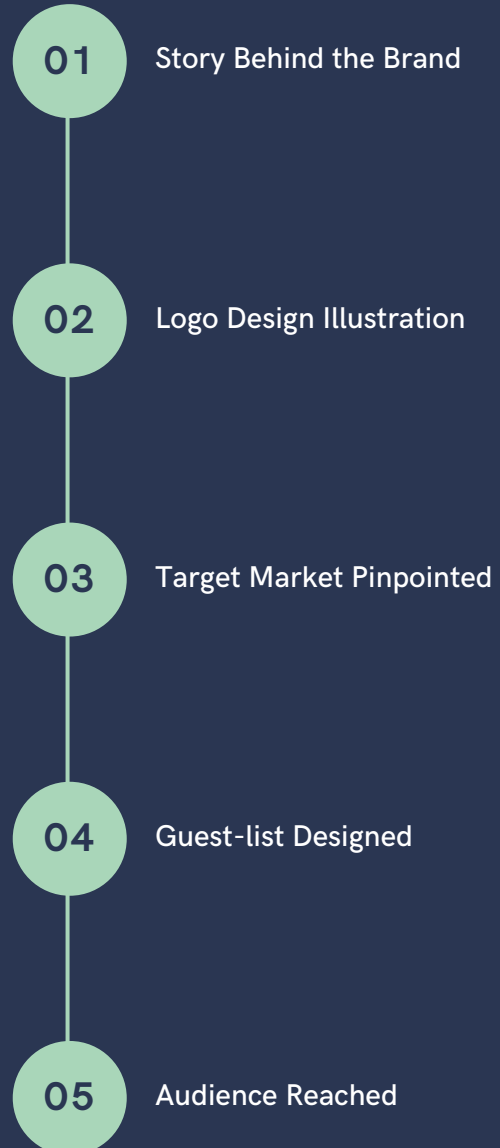 01 Story Behind the Brand
02 Logo Design Illustration
03 Target Market Pinpointed
04 Guest-list Designed
05 Audience Reached